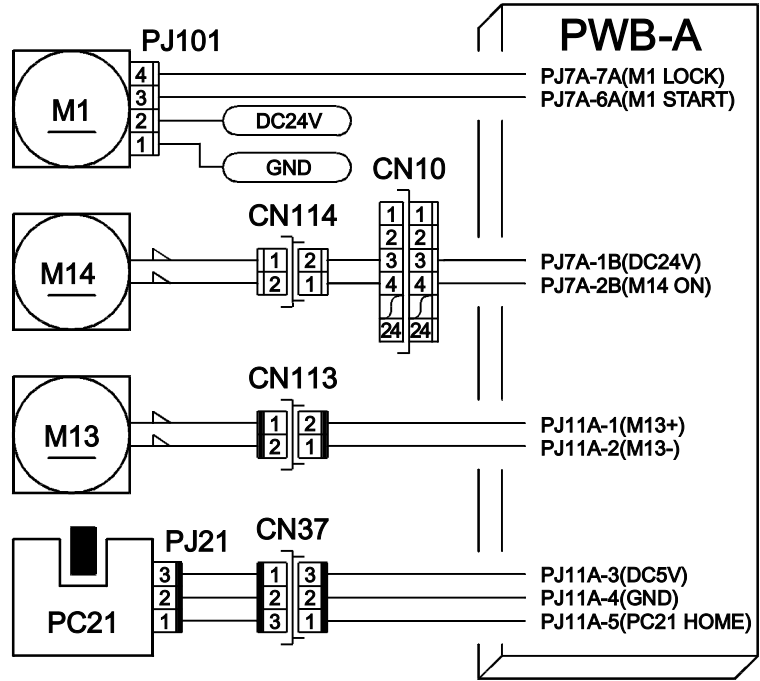 PJ101
PWB-A
M1
4
3
2
1
PJ7A-7A(M1 LOCK)
PJ7A-6A(M1 START)
DC24V
GND
CN10
CN114
M14
1 2
2 1
1 1
2 2
3 3
4 4
24 24
PJ7A-1B(DC24V)
PJ7A-2B(M14 ON)
CN113
M13
1 2
2 1
PJ11A-1(M13+)
PJ11A-2(M13-)
PJ21
CN37
PC21
3 1 3
2 2 2
1 3 1
PJ11A-3(DC5V)
PJ11A-4(GND)
PJ11A-5(PC21 HOME)